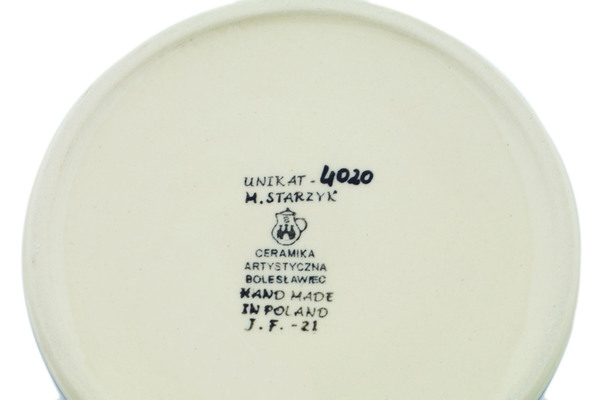 UNIKAT - 4020
M. STARZYK
CERAMIKA
ARTYSTYCZNA
BOLESŁAWIEC
HAND MADE
IN POLAND
J. F. - 21